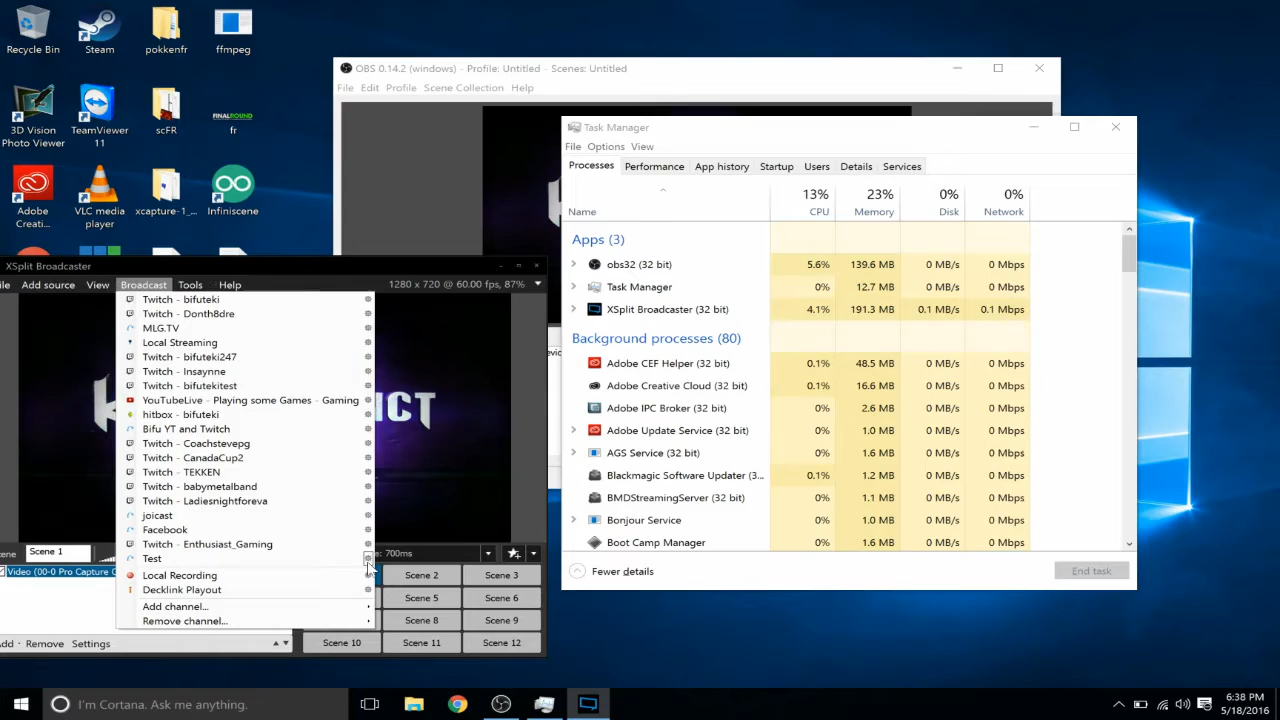 Recycle Bin
Steam
pokkenfr
ffmpeg
3D Vision
Photo Viewer
TeamViewer
11
scFR
FINALROUND
fr
Adobe
Creati...
VLC media
player
xcapture-1_...
Infiniscene
OBS 0.14.2 (windows) - Profile: Untitled - Scenes: Untitled
File Edit Profile Scene Collection Help
Task Manager
File Options View
Processes Performance App history Startup Users Details Services
13% 23% 0% 0%
Name CPU Memory Disk Network
Apps (3)
obs32 (32 bit) 5.6% 139.6 MB 0 MB/s 0 Mbps
Task Manager 0% 12.7 MB 0 MB/s 0 Mbps
XSplit Broadcaster (32 bit) 4.1% 191.3 MB 0.1 MB/s 0.1 Mbps
Background processes (80)
Adobe CEF Helper (32 bit) 0.1% 48.5 MB 0 MB/s 0 Mbps
Adobe Creative Cloud (32 bit) 0.1% 16.6 MB 0 MB/s 0 Mbps
Adobe IPC Broker (32 bit) 0% 2.6 MB 0 MB/s 0 Mbps
Adobe Update Service (32 bit) 0% 1.0 MB 0 MB/s 0 Mbps
AGS Service (32 bit) 0% 1.6 MB 0 MB/s 0 Mbps
Blackmagic Software Updater (3... 0.1% 1.2 MB 0 MB/s 0 Mbps
BMDStreamingServer (32 bit) 0% 1.1 MB 0 MB/s 0 Mbps
Bonjour Service 0% 1.0 MB 0 MB/s 0 Mbps
Boot Camp Manager 0% 1.6 MB 0 MB/s 0 Mbps
Fewer details
End task
XSplit Broadcaster
ile Add source View Broadcast Tools Help 1280 x 720 @ 60.00 fps, 87%
Twitch - bifuteki
Twitch - Donth8dre
MLG.TV
Local Streaming
Twitch - bifuteki247
Twitch - Insaynne
Twitch - bifutekitest
YouTubeLive - Playing some Games - Gaming
hitbox - bifuteki
Bifu YT and Twitch
Twitch - Coachstevepg
Twitch - CanadaCup2
Twitch - TEKKEN
Twitch - babymetalband
Twitch - Ladiesnightforeva
joicast
Facebook
Twitch - Enthusiast_Gaming
Test
Local Recording
Decklink Playout
Add channel...
Remove channel...
ICT
evic
cene Scene 1
e: 700ms
Video (00-0 Pro Capture
Scene 2 Scene 3
Scene 5 Scene 6
Scene 8 Scene 9
Scene 10 Scene 11 Scene 12
Add Remove Settings
I'm Cortana. Ask me anything.
6:38 PM
5/18/2016